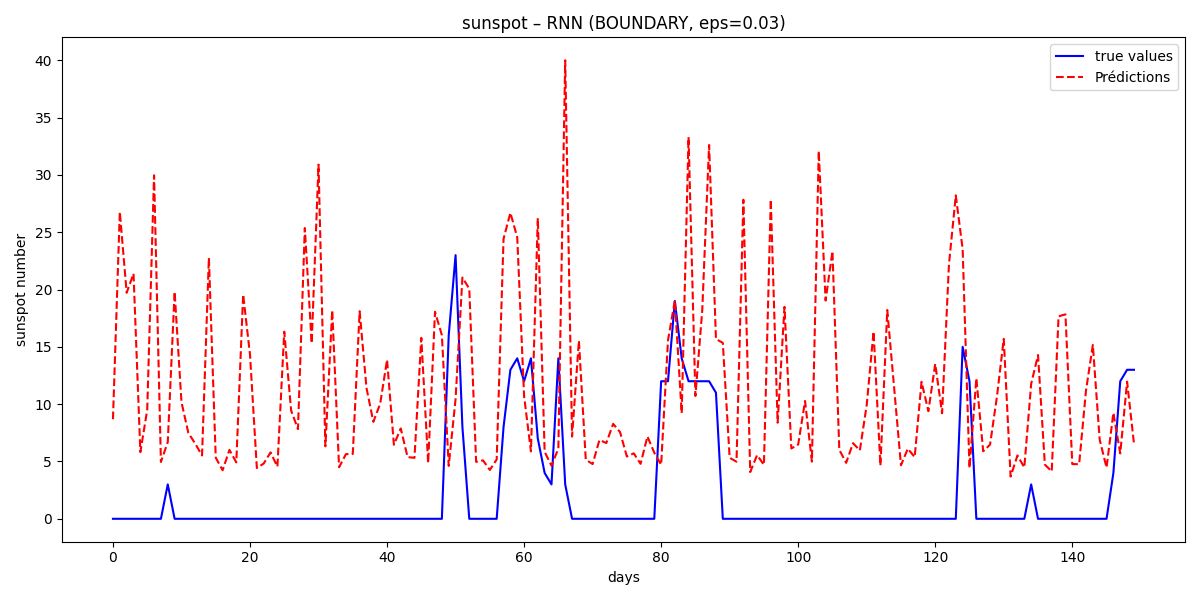 sunspot – RNN (BOUNDARY, eps=0.03)
true values
Prédictions
sunspot number
40
35
30
25
20
15
10
5
0
0 20 40 60 80 100 120 140
days